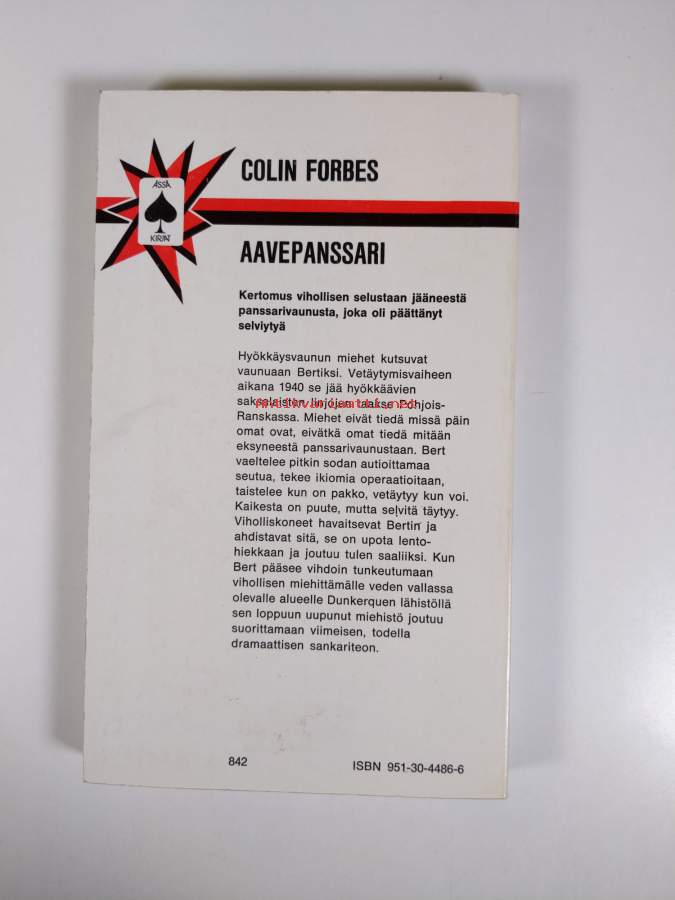 COLIN FORBES
ÄSSÄ
KIRJAT
AAVEPANSSARI
Kertomus vihollisen selustaan jääneestä
panssarivaunusta, joka oli päättänyt
selviytyä
Hyökkäysvaunun miehet kutsuvat
vaunuaan Bertiksi. Vetäytymisvaiheen
aikana 1940 se jää hyökkäävien
saksalaisten linjojen taakse Pohjois-
antikvariaatti.net
Ranskassa. Miehet eivät tiedä missä päin
omat ovat, eivätkä omat tiedä mitään
eksyneestä panssarivaunustaan. Bert
vaeltelee pitkin sodan autioittamaa
seutua, tekee ikiomia operaatioitaan,
taistelee kun on pakko, vetäytyy kun voi.
Kaikesta on puute, mutta selvitä täytyy.
Viholliskoneet havaitsevat Bertin ja
ahdistavat sitä, se on upota lento-
hiekkaan ja joutuu tulen saaliiksi. Kun
Bert pääsee vihdoin tunkeutumaan
vihollisen miehittämälle veden vallassa
olevalle alueelle Dunkerquen lähistöllä
sen loppuun uupunut miehistö joutuu
suorittamaan viimeisen, todella
dramaattisen sankariteon.
842
ISBN 951-30-4486-6